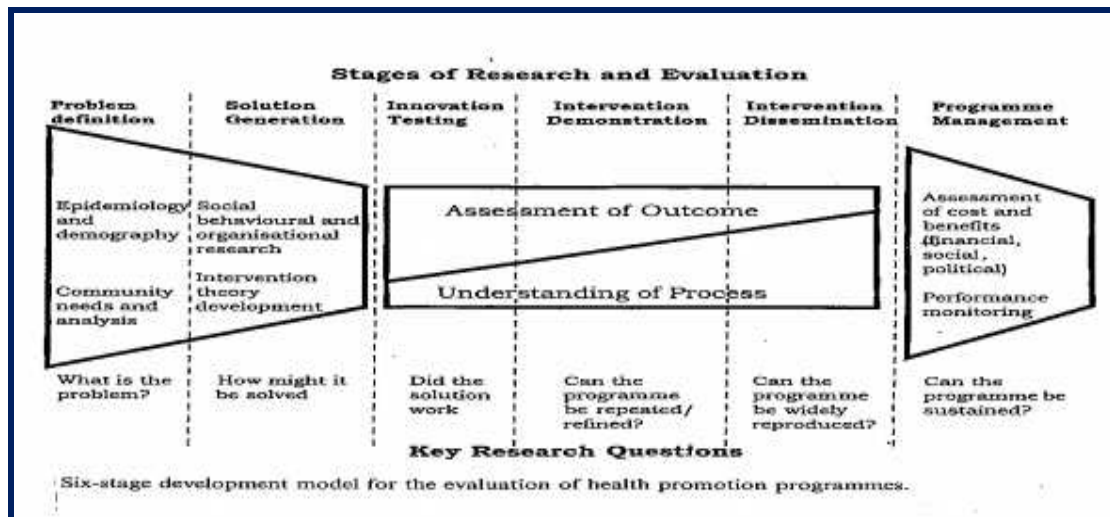 Stages of Research and Evaluation
Problem
definition
Solution
Generation
Innovation
Testing
Intervention
Demonstration
Intervention
Dissemination
Programme
Management
Epidemiology
and
demography
Community
needs and
analysis
Social
behavioural and
organisational
research
Intervention
theory
development
Assessment of Outcome
Understanding of Process
Assessment
of cost and
benefits
(financial,
social,
political)
Performance
monitoring
What is the
problem?
How might it
be solved
Did the
solution
work
Can the
programme
be repeated/
refined?
Can the
programme
be widely
reproduced?
Can the
programme be
sustained?
Key Research Questions
Six-stage development model for the evaluation of health promotion programmes.